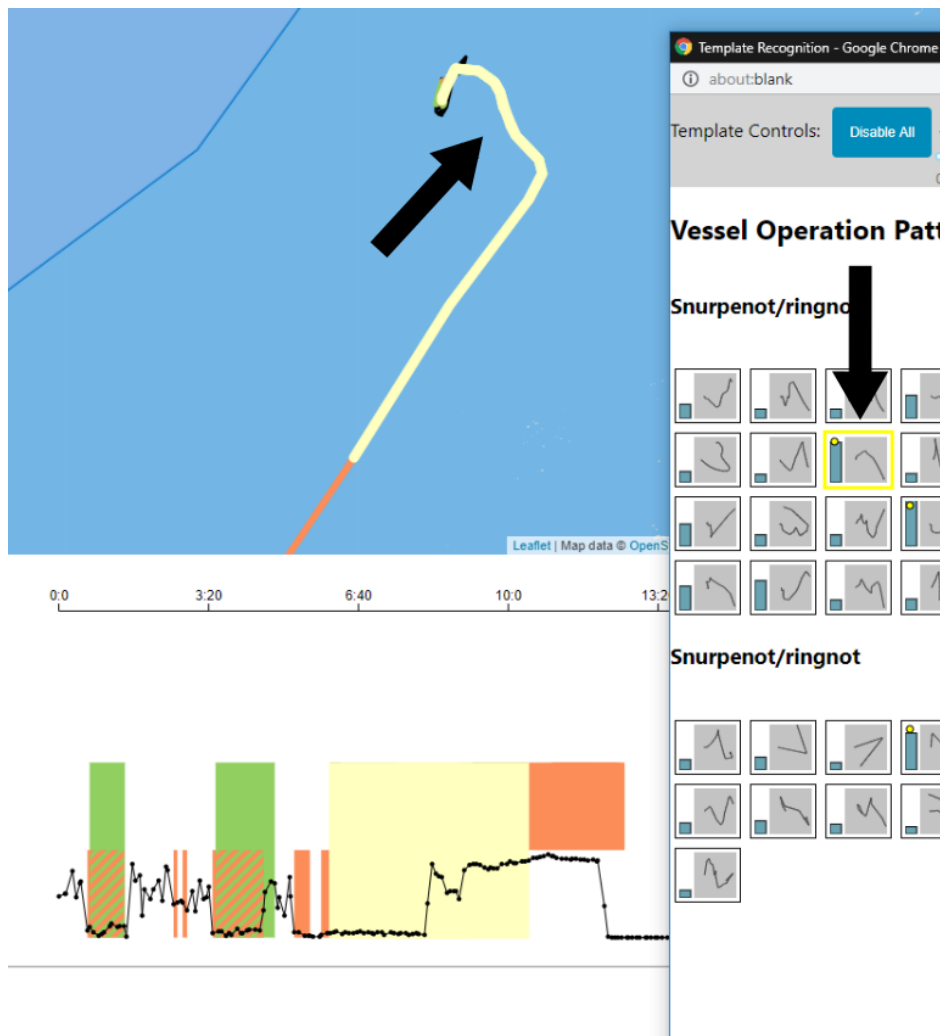 Template Recognition - Google Chrome
about:blank
Template Controls:
Disable All
Vessel Operation Patt
Snurpenot/ringno
Leaflet | Map data © OpenS
0:0
3:20
6:40
10:0
13:2
Snurpenot/ringnot